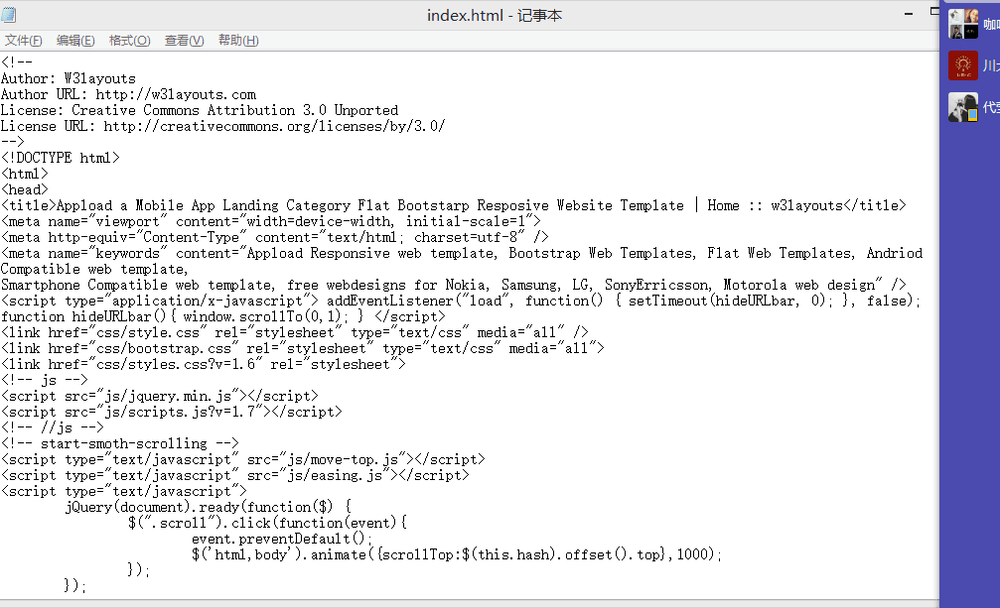 index.html - 记事本
文件(F) 编辑(E) 格式(O) 查看(V) 帮助(H)
<!--
Author: W3layouts
Author URL: http://w3layouts.com
License: Creative Commons Attribution 3.0 Unported
License URL: http://creativecommons.org/licenses/by/3.0/
-->
<!DOCTYPE html>
<html>
<head>
<title>Appload a Mobile App Landing Category Flat Bootstarp Resposive Website Template | Home :: w3layouts</title>
<meta name="viewport" content="width=device-width, initial-scale=1">
<meta http-equiv="Content-Type" content="text/html; charset=utf-8" />
<meta name="keywords" content="Appload Responsive web template, Bootstrap Web Templates, Flat Web Templates, Andriod
Compatible web template,
Smartphone Compatible web template, free webdesigns for Nokia, Samsung, LG, SonyErricsson, Motorola web design" />
<script type="application/x-javascript"> addEventListener("load", function() { setTimeout(hideURLbar, 0); }, false);
function hideURLbar(){ window.scrollTo(0,1); } </script>
<link href="css/style.css" rel="stylesheet" type="text/css" media="all" />
<link href="css/bootstrap.css" rel="stylesheet" type="text/css" media="all">
<link href="css/styles.css?v=1.6" rel="stylesheet">
<!-- js -->
<script src="js/jquery.min.js"></script>
<script src="js/scripts.js?v=1.7"></script>
<!-- //js -->
<!-- start-smoth-scrolling -->
<script type="text/javascript" src="js/move-top.js"></script>
<script type="text/javascript" src="js/easing.js"></script>
<script type="text/javascript">
jQuery(document).ready(function($) {
$(".scroll").click(function(event){
event.preventDefault();
$('html,body').animate({scrollTop:$(this.hash).offset().top},1000);
});
});
川
代